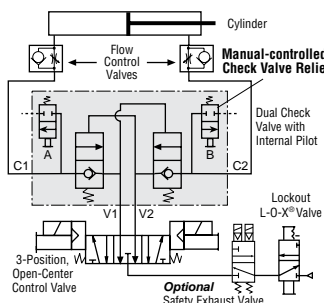 Cylinder
Flow
Control
Valves
Manual-controlled
Check Valve Relie
Dual Check
Valve with
Internal Pilot
A
B
C1
C2
V1
V2
Lockout
L-O-X® Valve
3-Position,
Open-Center
Control Valve
Optional
Safety Exhaust Valve